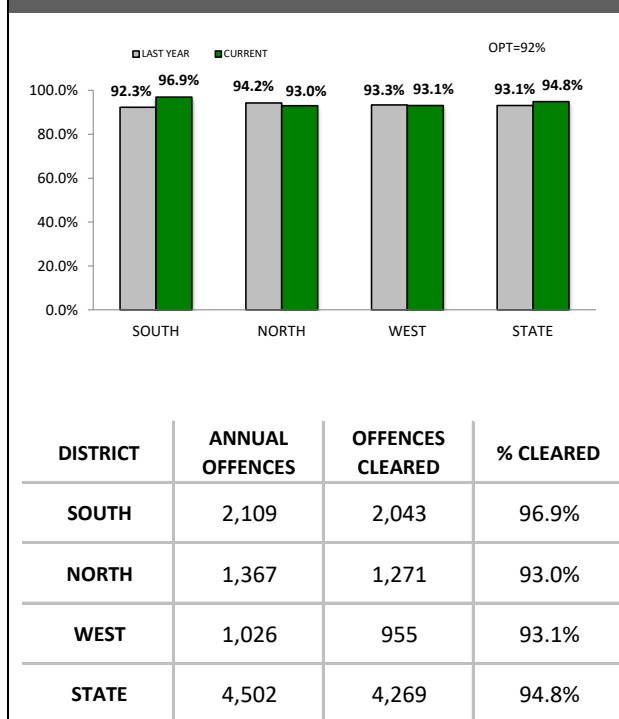 LAST YEAR CURRENT OPT=92%
92.3% 96.9% 94.2% 93.0% 93.3% 93.1% 93.1% 94.8%
100.0%
80.0%
60.0%
40.0%
20.0%
0.0%
SOUTH NORTH WEST STATE
DISTRICT ANNUAL OFFENCES OFFENCES CLEARED % CLEARED
SOUTH 2,109 2,043 96.9%
NORTH 1,367 1,271 93.0%
WEST 1,026 955 93.1%
STATE 4,502 4,269 94.8%